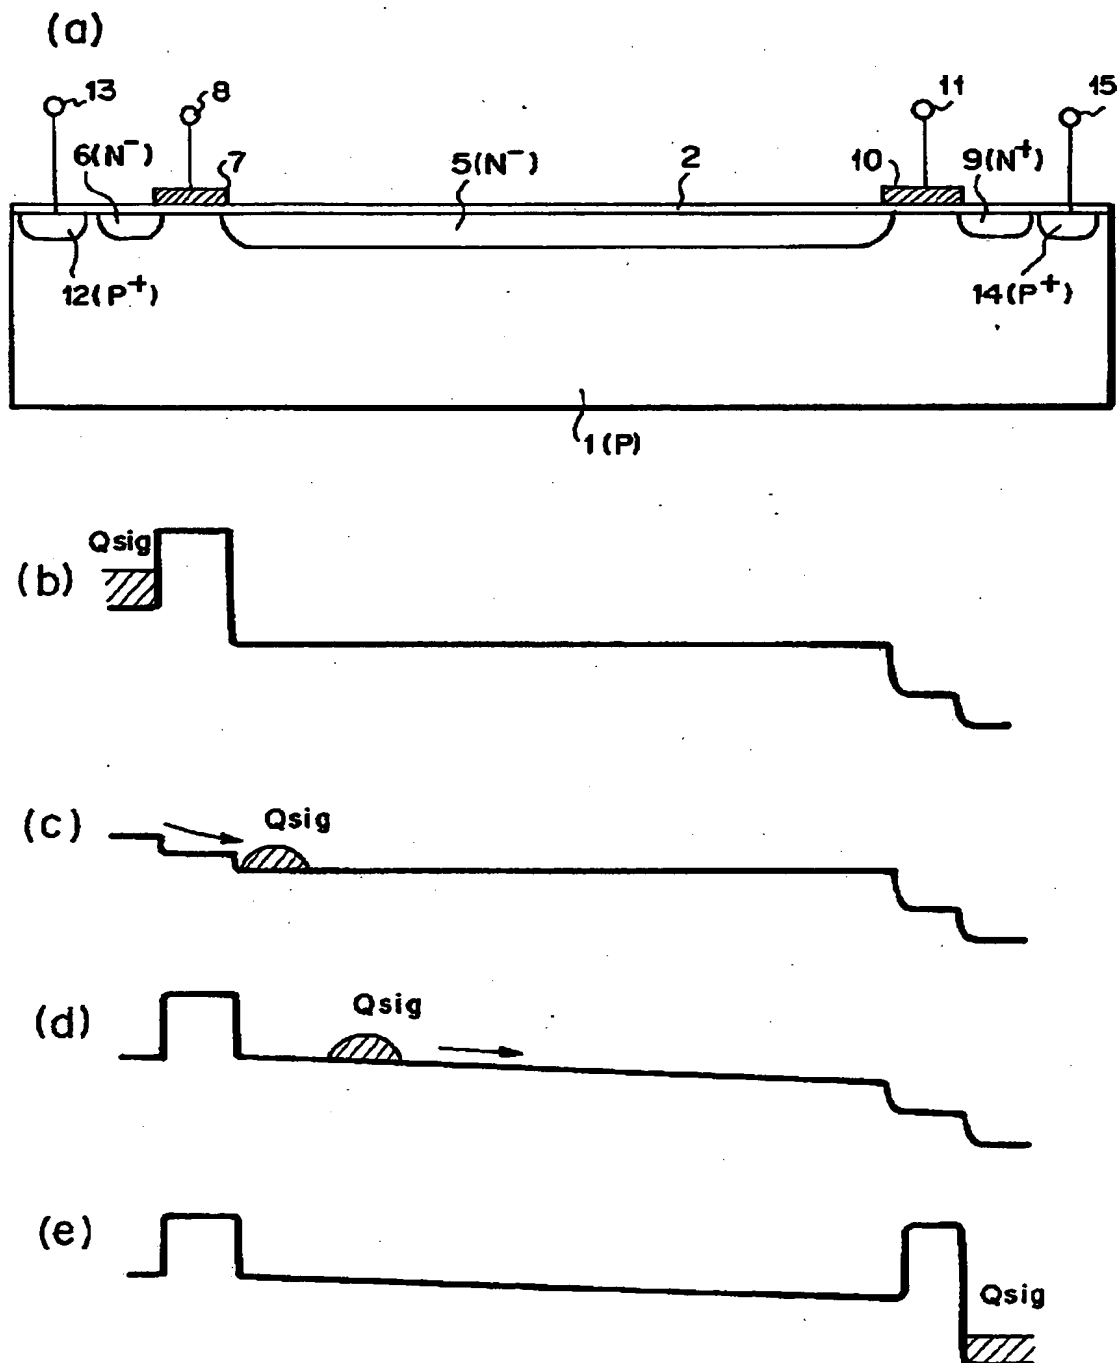 (a)
13 8 11 15
6(N⁻) 7 5(N⁻) 2 10 9(N⁺)
12(P⁺) 14(P⁺)
1(P)
(b) Qsig
(c) Qsig
(d) Qsig
(e) Qsig